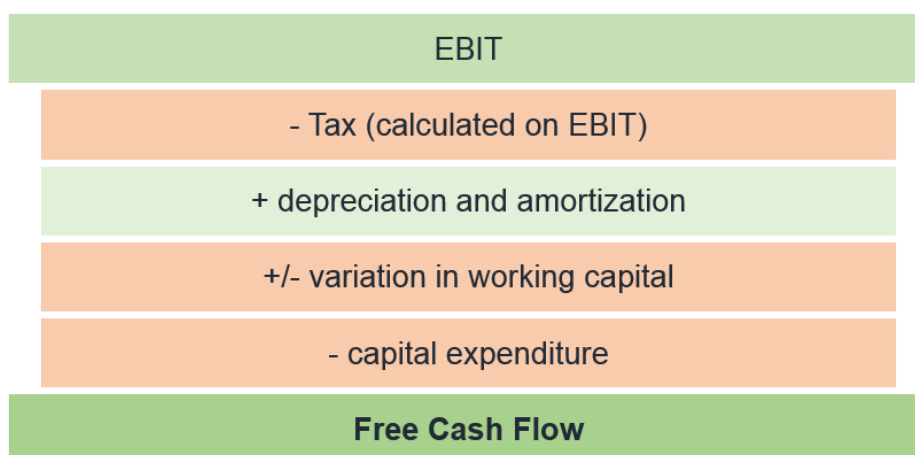 EBIT
- Tax (calculated on EBIT)
+ depreciation and amortization
+/- variation in working capital
- capital expenditure
Free Cash Flow